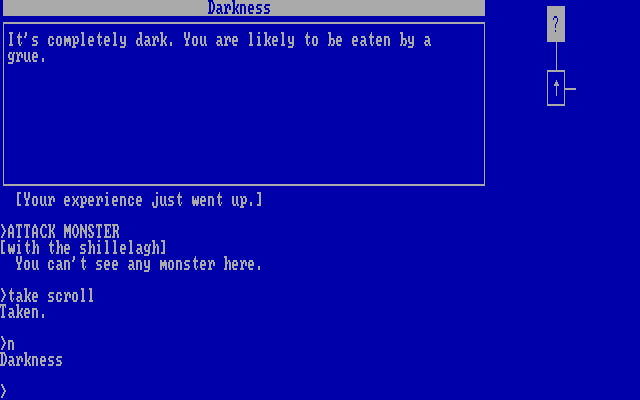 Darkness
It's completely dark. You are likely to be eaten by a
grue.
?
↑
[Your experience just went up.]
>ATTACK MONSTER
[with the shillelagh]
You can't see any monster here.
>take scroll
Taken.
>n
Darkness
>